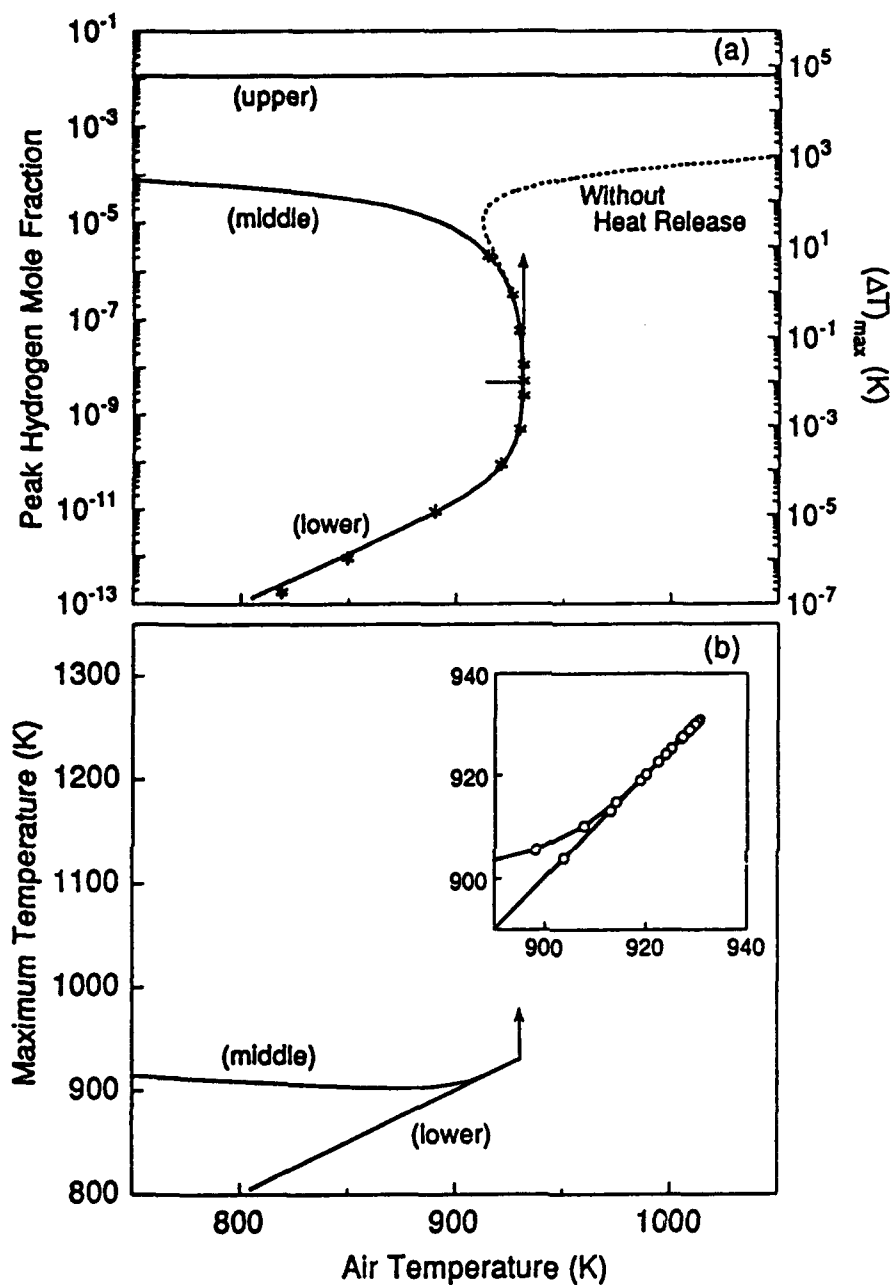 (a)
10^-1
10^-3
10^-5
10^-7
10^-9
10^-11
10^-13
Peak Hydrogen Mole Fraction
(upper)
(middle)
(lower)
Without
Heat Release
10^5
10^3
10^1
10^-1
10^-3
10^-5
10^-7
(ΔT)max (K)
(b)
1300
1200
1100
1000
900
800
Maximum Temperature (K)
940
920
900
900
920
940
(middle)
(lower)
800
900
1000
Air Temperature (K)